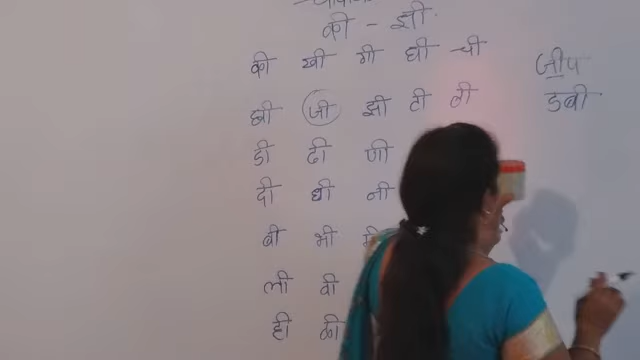 की - ज्ञी
की खी गी घी ची
छी जी झी टी ठी
डी ढी णी
दी धी नी
बी भी
ली वी
ही
जीप
डबी